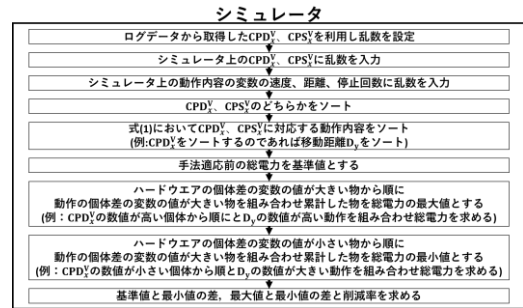 シミュレータ
ログデータから取得したCPD_x^V、CPS_x^Vを利用し乱数を設定
シミュレータ上のCPD_x^V、CPS_x^Vに乱数を入力
シミュレータ上の動作内容の変数の速度、距離、停止回数に乱数を入力
CPD_x^V、CPS_x^Vのどちらかをソート
式(1)においてCPD_x^V、CPS_x^Vに対応する動作内容をソート
(例:CPD_x^Vをソートするのであれば移動距離D_yをソート)
手法適応前の総電力を基準値とする
ハードウエアの個体差の変数の値が大きい物から順に
動作の個体差の変数の値が大きい物を組み合わせ累計した物を総電力の最大値とする
(例：CPD_x^Vの数値が高い個体から順にとD_yの数値が高い動作を組み合わせ総電力を求める)
ハードウエアの個体差の変数の値が小さい物から順に
動作の個体差の変数の値が大きい物を組み合わせ累計した物を総電力の最小値とする
(例：CPD_x^Vの数値が小さい個体から順とD_yの数値が大きい動作を組み合わせ総電力を求める)
基準値と最小値の差，最大値と最小値の差と削減率を求める